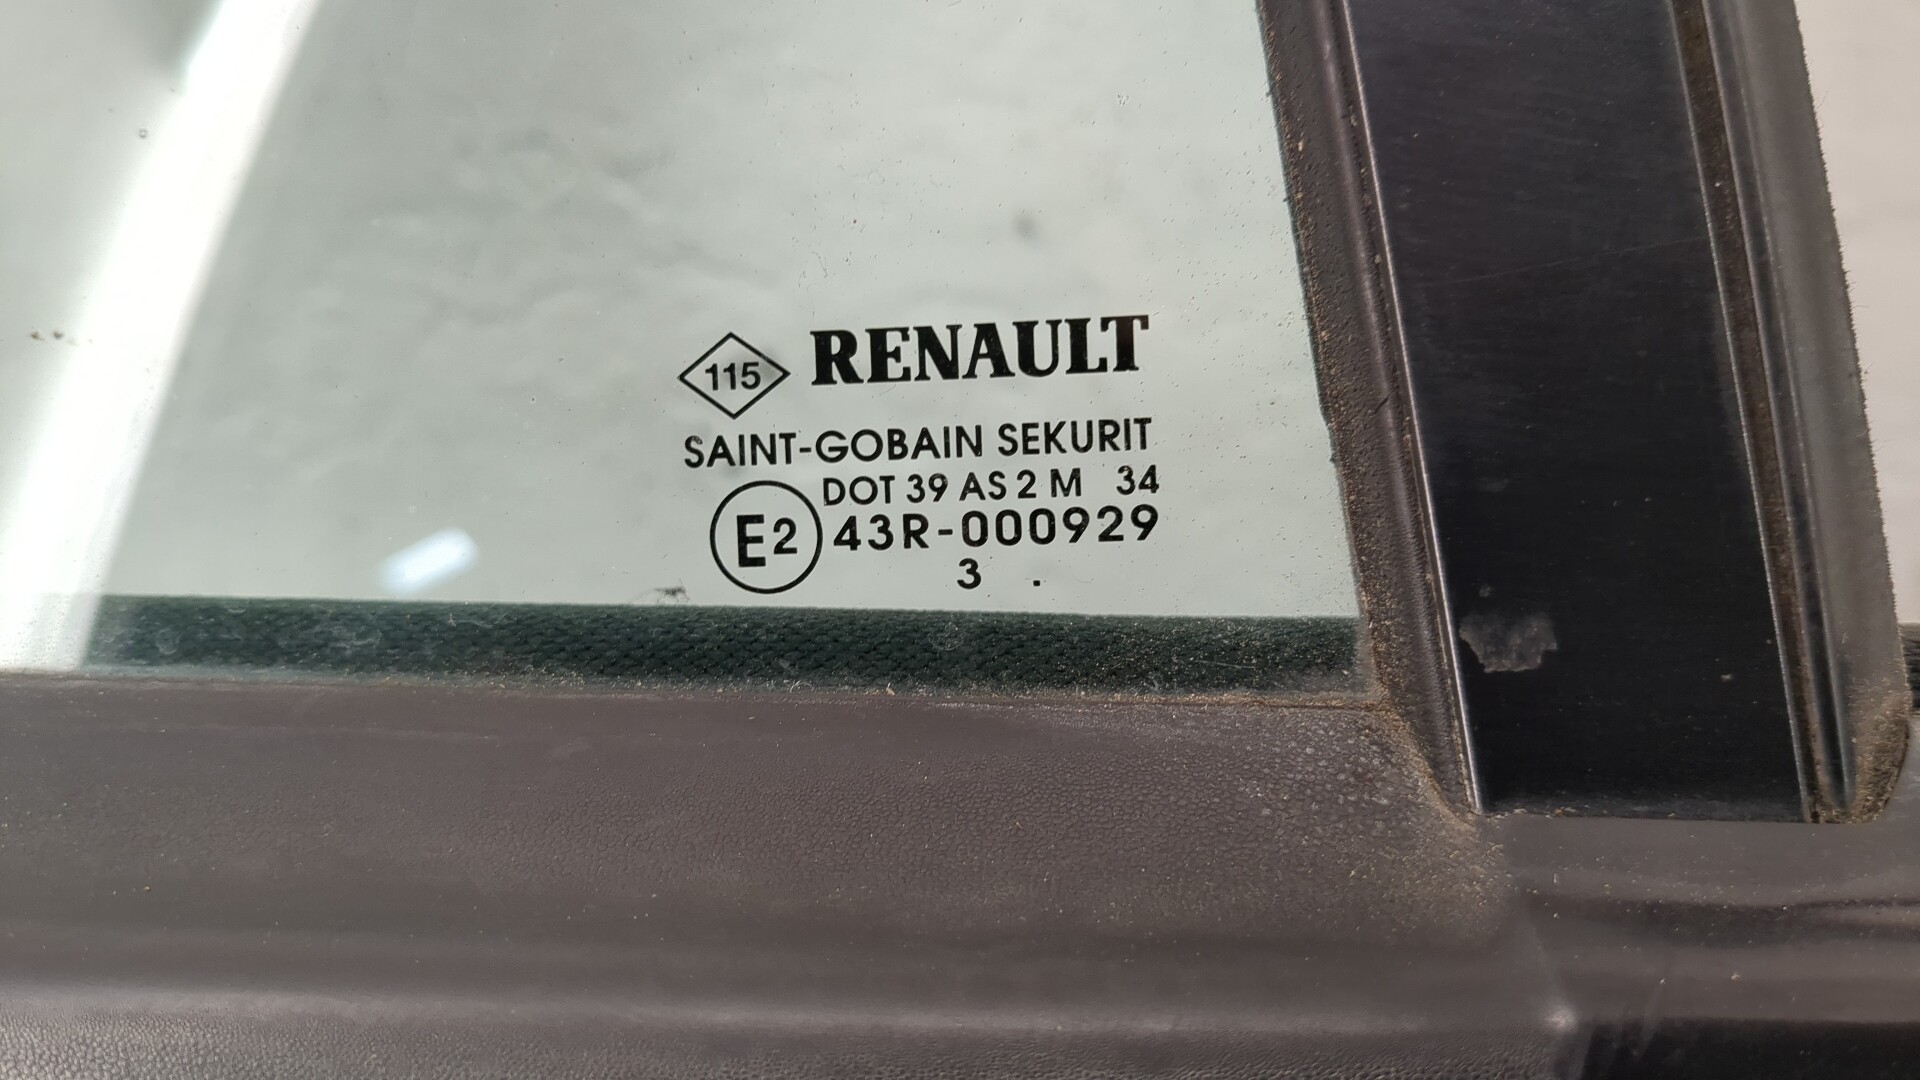 115 RENAULT
SAINT-GOBAIN SEKURIT
DOT 39 AS 2 M 34
E2 43R-000929
3 .